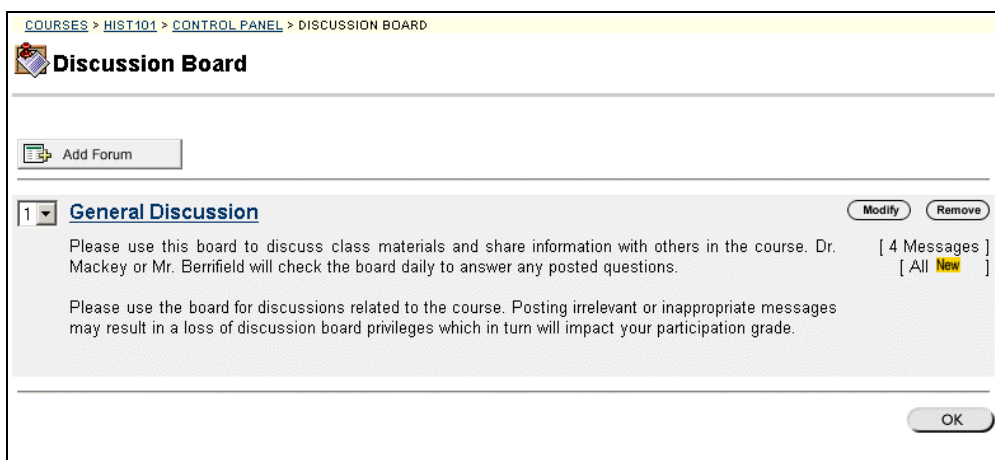 COURSES > HIST101 > CONTROL PANEL > DISCUSSION BOARD
Discussion Board
Add Forum
1 General Discussion Modify Remove
Please use this board to discuss class materials and share information with others in the course. Dr. [ 4 Messages ]
Mackey or Mr. Berrifield will check the board daily to answer any posted questions. [ All New ]
Please use the board for discussions related to the course. Posting irrelevant or inappropriate messages
may result in a loss of discussion board privileges which in turn will impact your participation grade.
OK